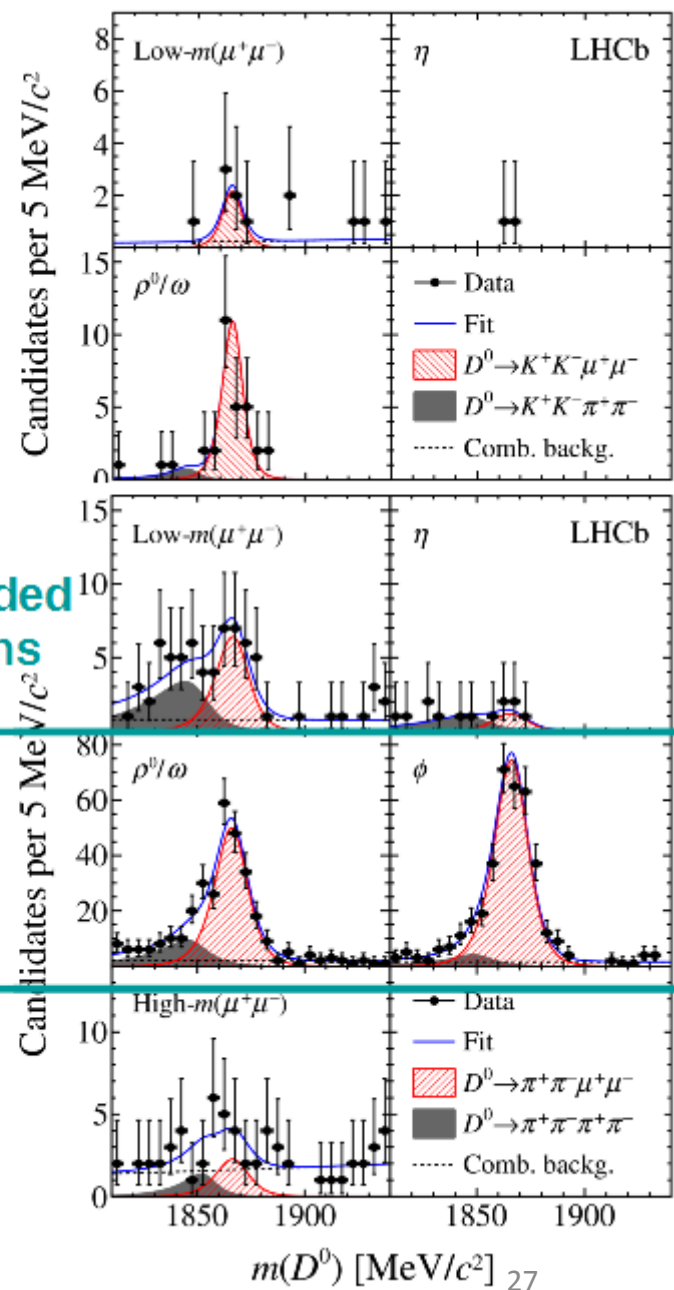 Candidates per 5 MeV/c²
8
6
4
2
Low-m(μ⁺μ⁻)
η
LHCb
15
10
5
0
ρ⁰/ω
Data
Fit
D⁰→K⁺K⁻μ⁺μ⁻
D⁰→K⁺K⁻π⁺π⁻
Comb. backg.
Candidates per 5 MeV/c²
15
10
5
Low-m(μ⁺μ⁻)
η
LHCb
80
60
40
20
ρ⁰/ω
φ
10
5
0
High-m(μ⁺μ⁻)
Data
Fit
D⁰→π⁺π⁻μ⁺μ⁻
D⁰→π⁺π⁻π⁺π⁻
Comb. backg.
1850
1900
1850
1900
m(D⁰) [MeV/c²]
27